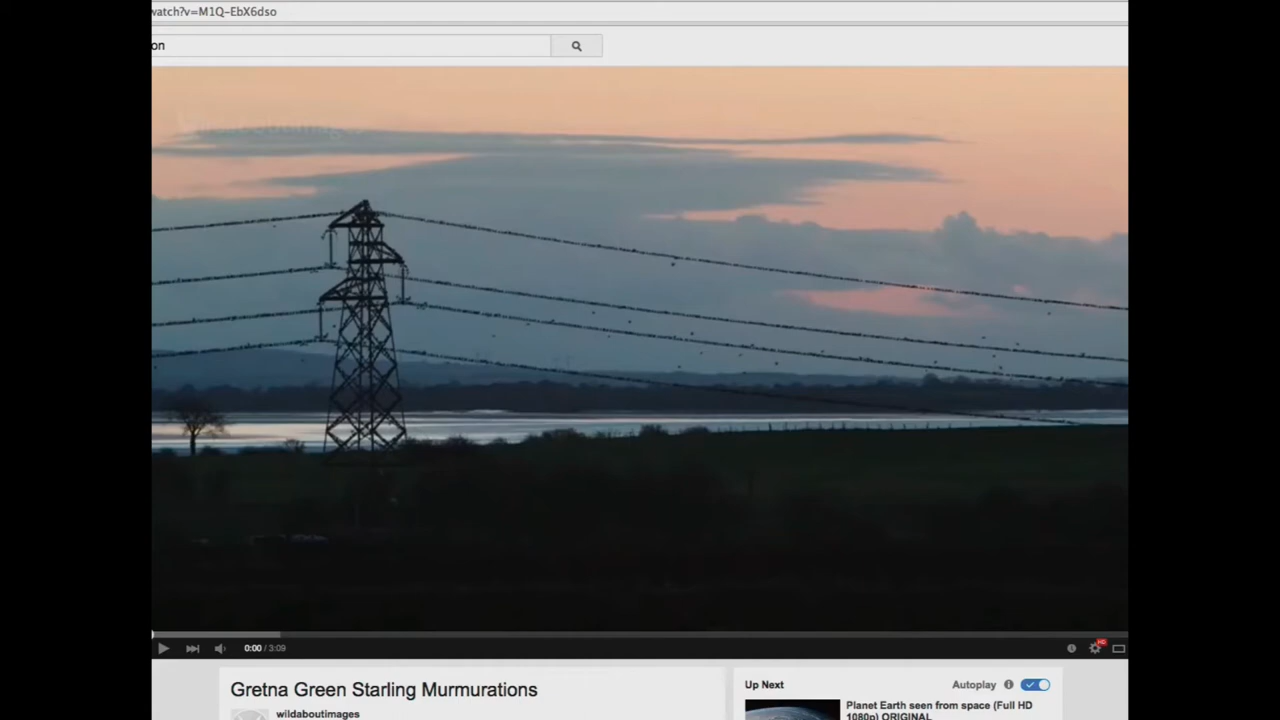 watch?v=M1Q-EbX6dso
on
0:00 / 3:09
HD
Gretna Green Starling Murmurations
wildaboutimages
Up Next
Autoplay
Planet Earth seen from space (Full HD
1080p) ORIGINAL